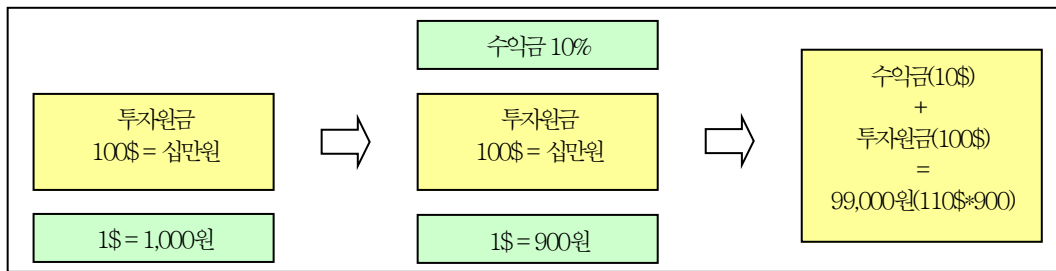 투자원금
100$ = 십만원
1$ = 1,000원
수익금 10%
투자원금
100$ = 십만원
1$ = 900원
수익금(10$)
+
투자원금(100$)
=
99,000원(110$*900)